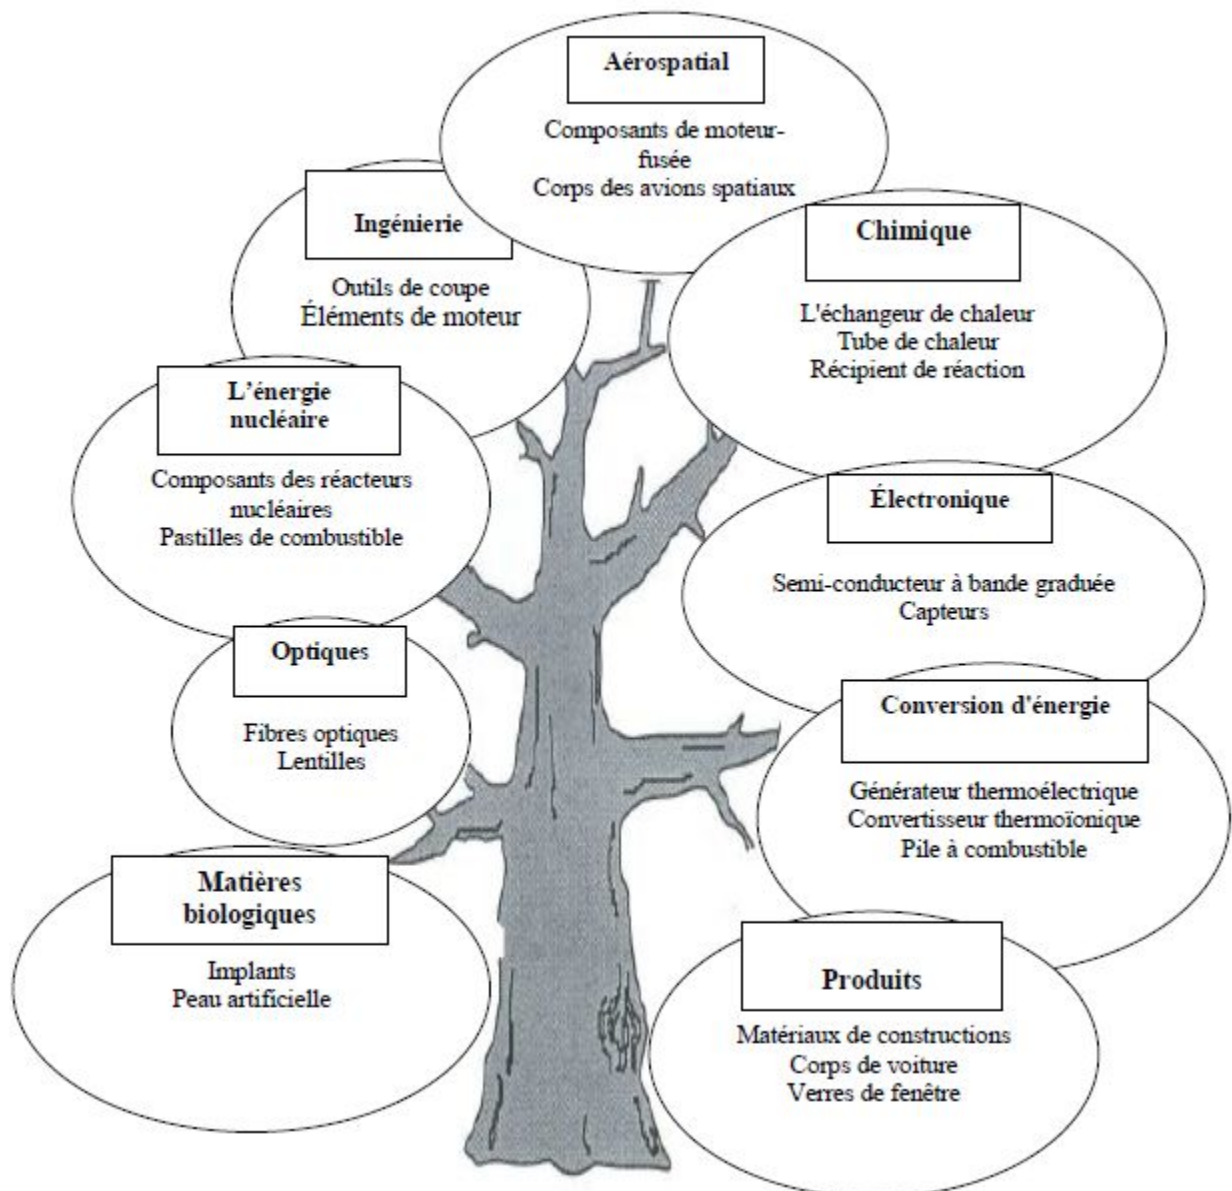 Aérospatial
Composants de moteur-
fusée
Corps des avions spatiaux
Ingénierie
Outils de coupe
Éléments de moteur
Chimique
L'échangeur de chaleur
Tube de chaleur
Récipient de réaction
L'énergie
nucléaire
Composants des réacteurs
nucléaires
Pastilles de combustible
Électronique
Semi-conducteur à bande graduée
Capteurs
Optiques
Fibres optiques
Lentilles
Conversion d'énergie
Générateur thermoélectrique
Convertisseur thermoïonique
Pile à combustible
Matières
biologiques
Implants
Peau artificielle
Produits
Matériaux de constructions
Corps de voiture
Verres de fenêtre